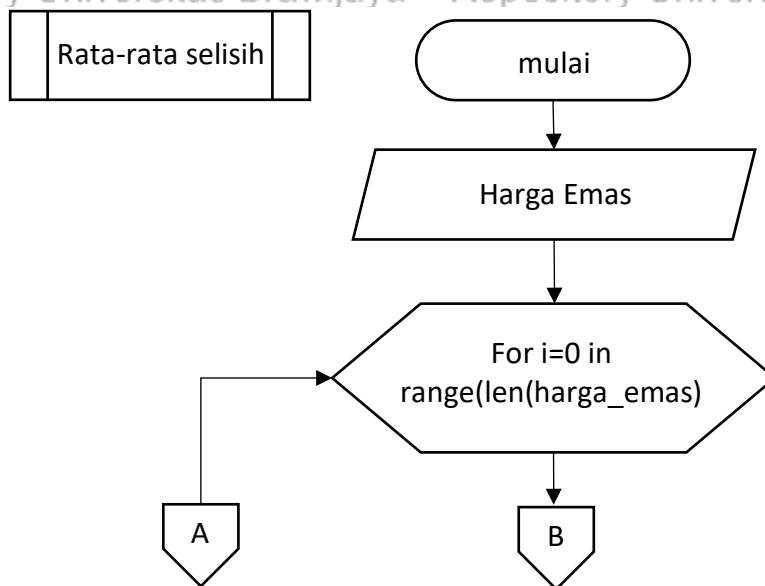 Rata-rata selisih
mulai
Harga Emas
For i=0 in
range(len(harga_emas)
A
B